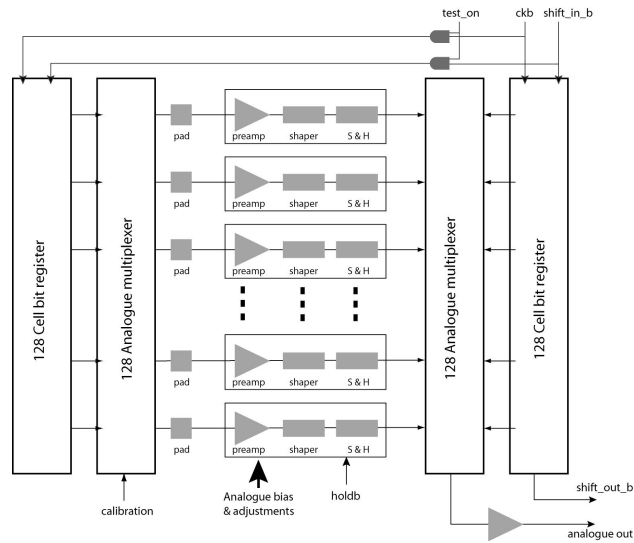 test_on ckb shift_in_b
128 Cell bit register
128 Analogue multiplexer
pad preamp shaper S & H
pad preamp shaper S & H
pad preamp shaper S & H
pad preamp shaper S & H
pad preamp shaper S & H
128 Analogue multiplexer
128 Cell bit register
calibration
Analogue bias
& adjustments
holdb
shift_out_b
analogue out